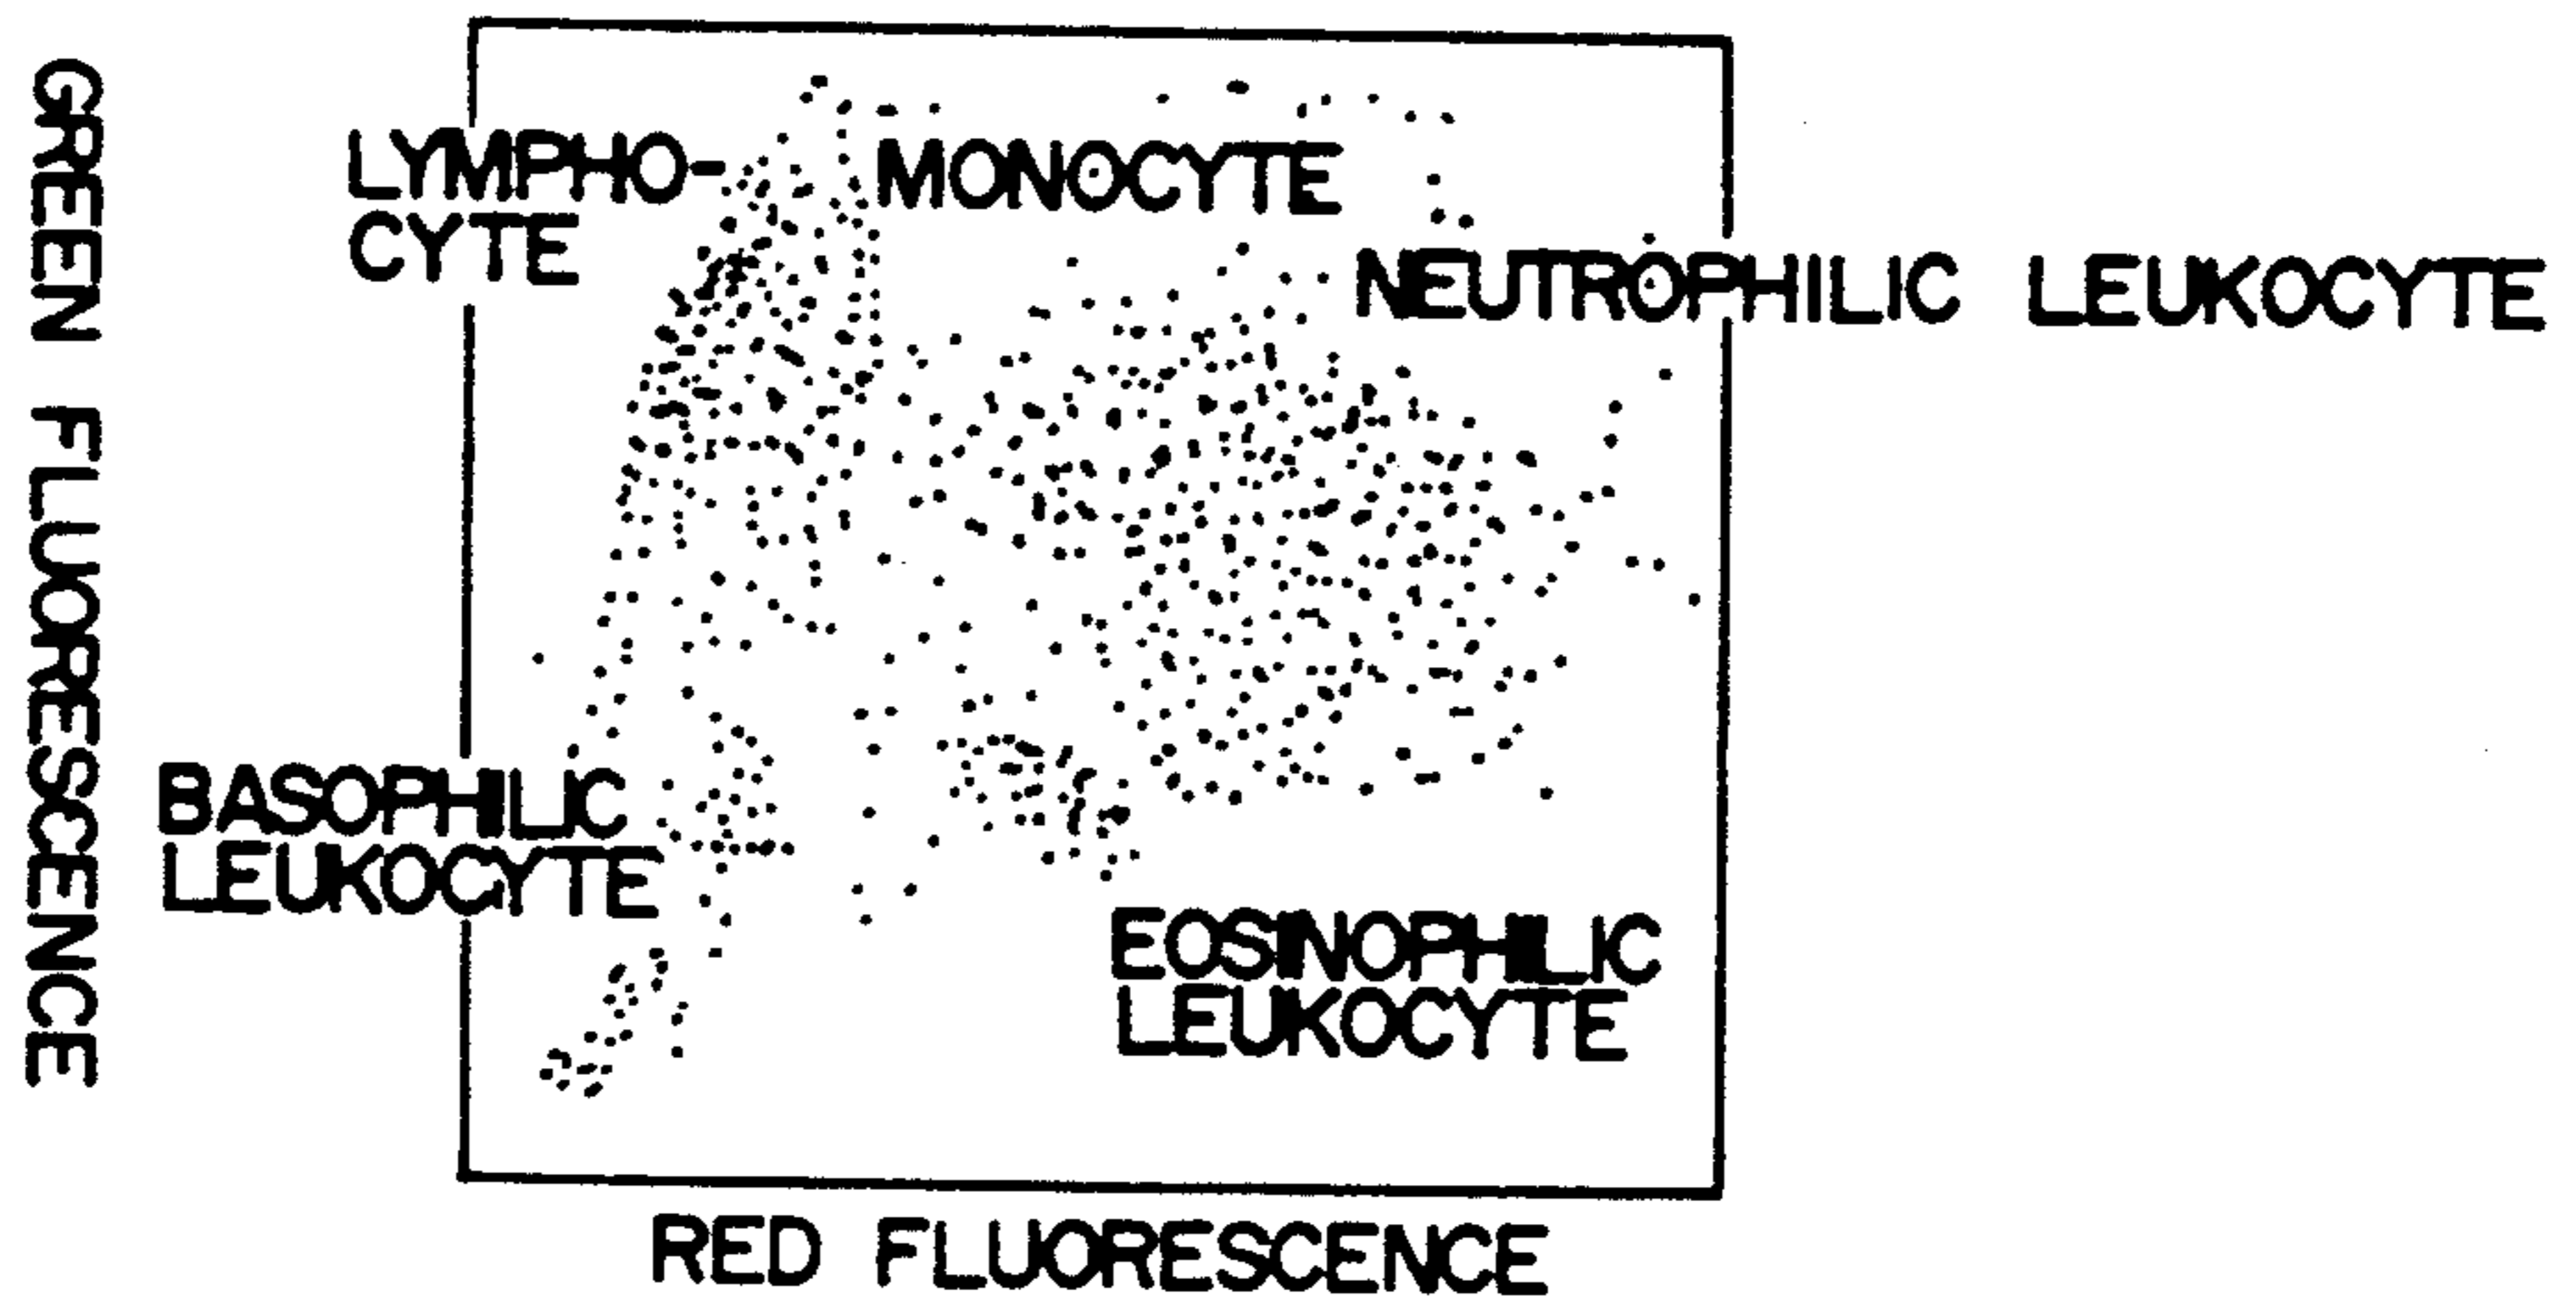 GREEN FLUORESCENCE
LYMPHO-
CYTE
MONOCYTE
NEUTROPHILIC LEUKOCYTE
BASOPHILIC
LEUKOCYTE
EOSINOPHILIC
LEUKOCYTE
RED FLUORESCENCE